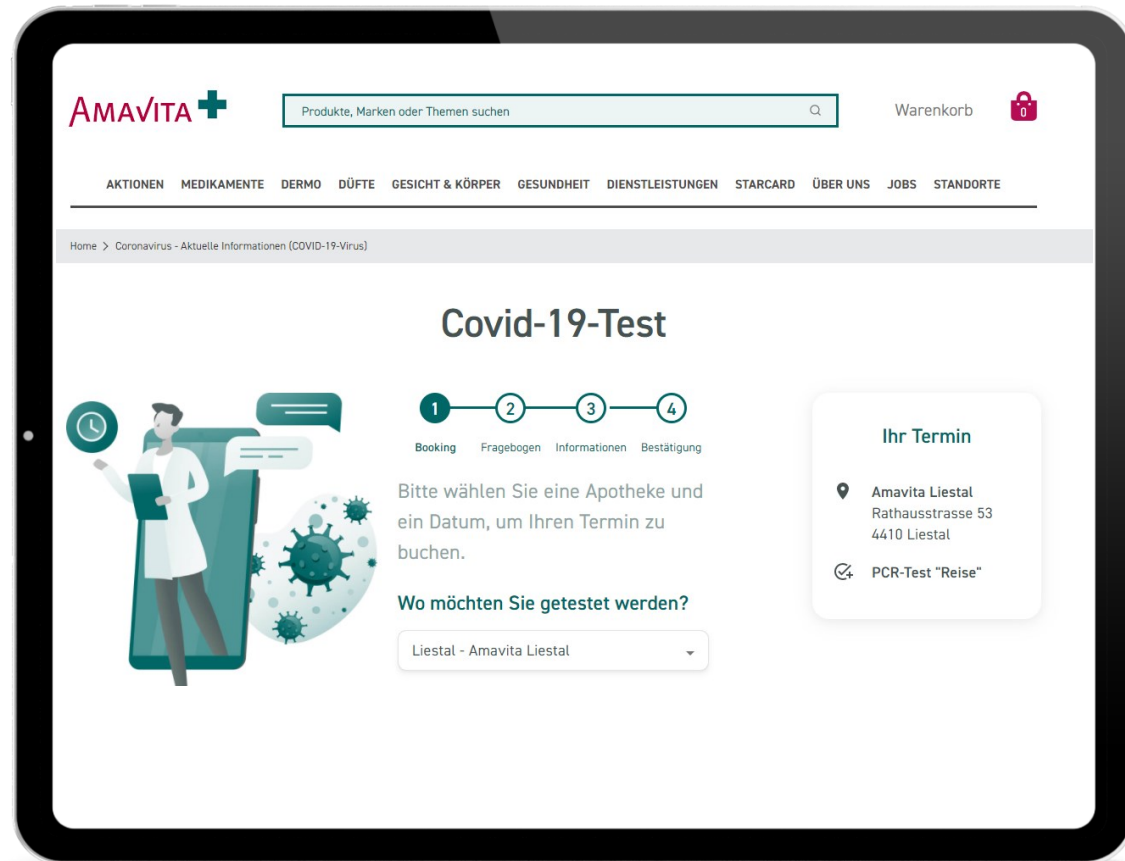 AMAVITA
Produkte, Marken oder Themen suchen
Warenkorb
0
AKTIONEN MEDIKAMENTE DERMO DÜFTE GESICHT & KÖRPER GESUNDHEIT DIENSTLEISTUNGEN STARCARD ÜBER UNS JOBS STANDORTE
Home > Coronavirus - Aktuelle Informationen (COVID-19-Virus)
Covid-19-Test
1 2 3 4
Booking Fragebogen Informationen Bestätigung
Bitte wählen Sie eine Apotheke und
ein Datum, um Ihren Termin zu
buchen.
Wo möchten Sie getestet werden?
Liestal - Amavita Liestal
Ihr Termin
Amavita Liestal
Rathausstrasse 53
4410 Liestal
PCR-Test "Reise"